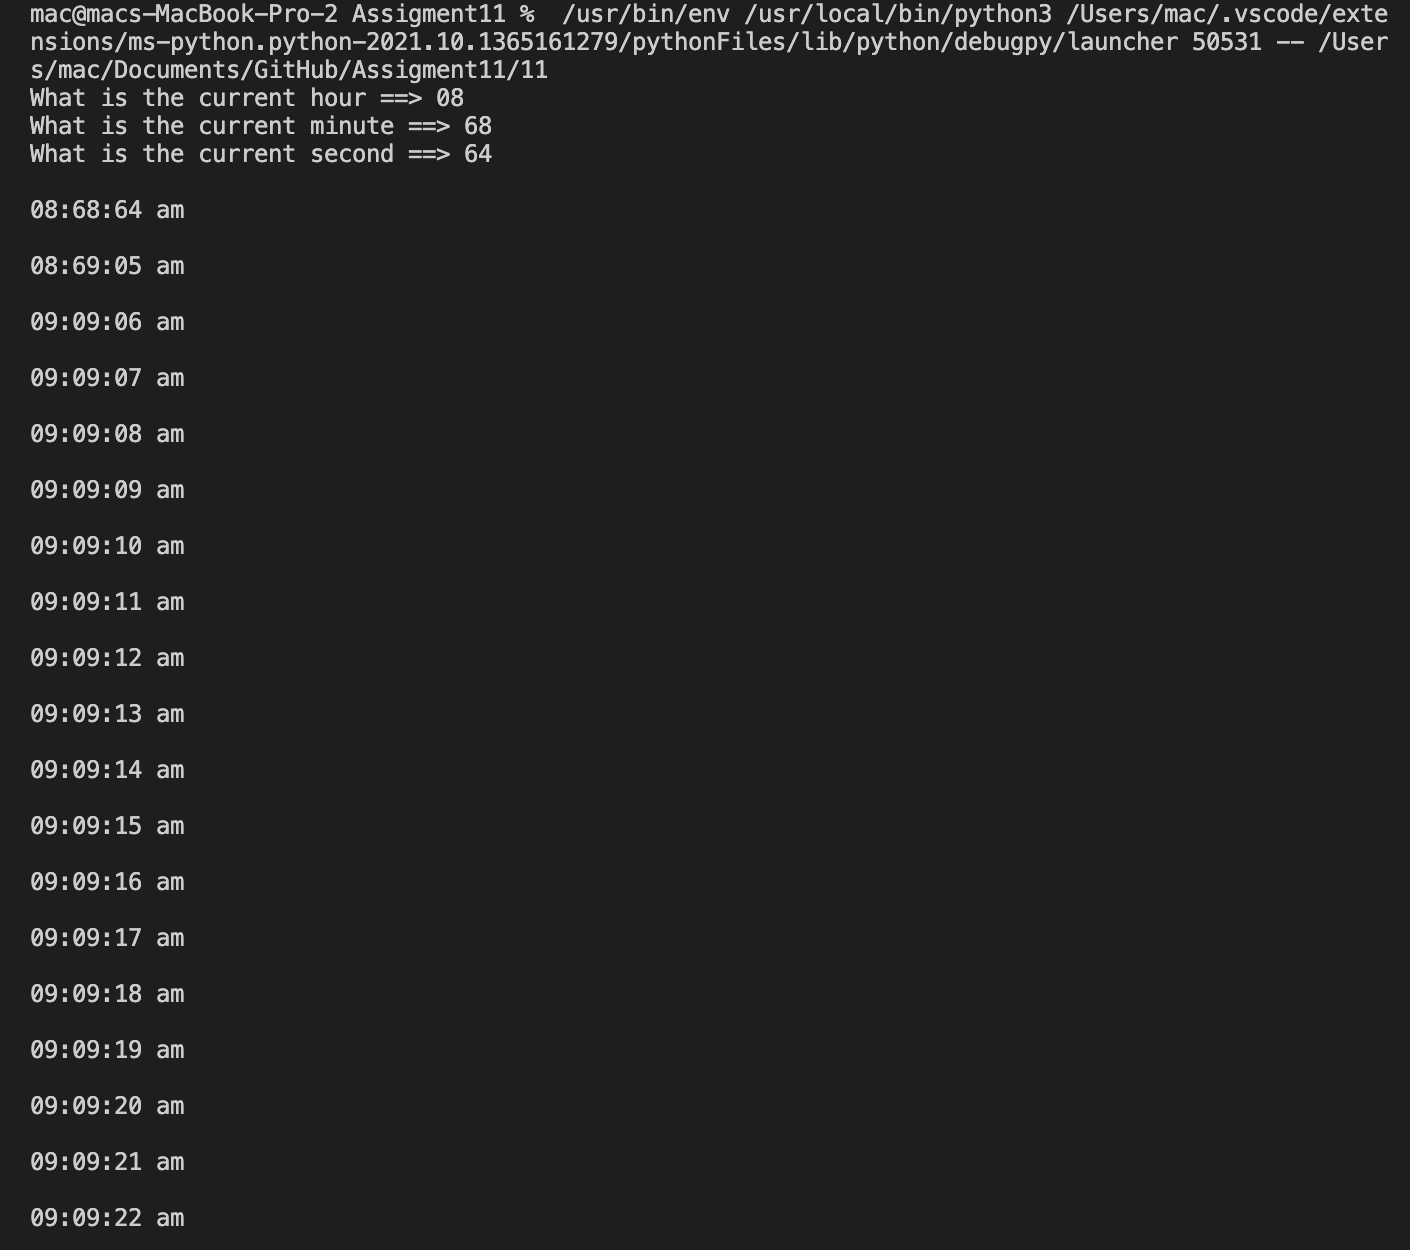 mac@macs-MacBook-Pro-2 Assigment11 %  /usr/bin/env /usr/local/bin/python3 /Users/mac/.vscode/exte
nsions/ms-python.python-2021.10.1365161279/pythonFiles/lib/python/debugpy/launcher 50531 -- /User
s/mac/Documents/GitHub/Assigment11/11
What is the current hour ==> 08
What is the current minute ==> 68
What is the current second ==> 64
08:68:64 am
08:69:05 am
09:09:06 am
09:09:07 am
09:09:08 am
09:09:09 am
09:09:10 am
09:09:11 am
09:09:12 am
09:09:13 am
09:09:14 am
09:09:15 am
09:09:16 am
09:09:17 am
09:09:18 am
09:09:19 am
09:09:20 am
09:09:21 am
09:09:22 am